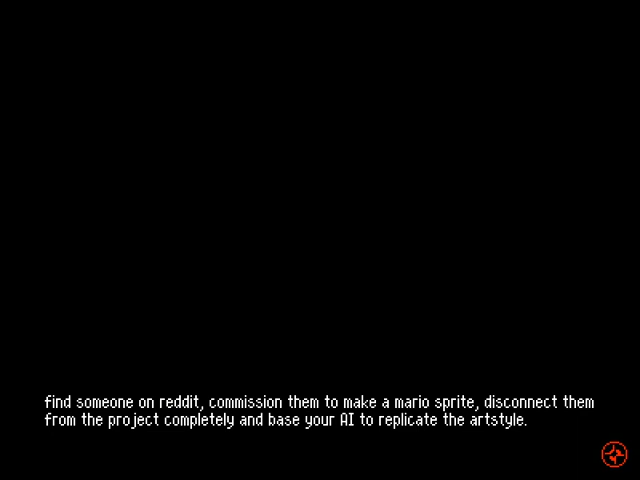 find someone on reddit, commission them to make a mario sprite, disconnect them
from the project completely and base your AI to replicate the artstyle.